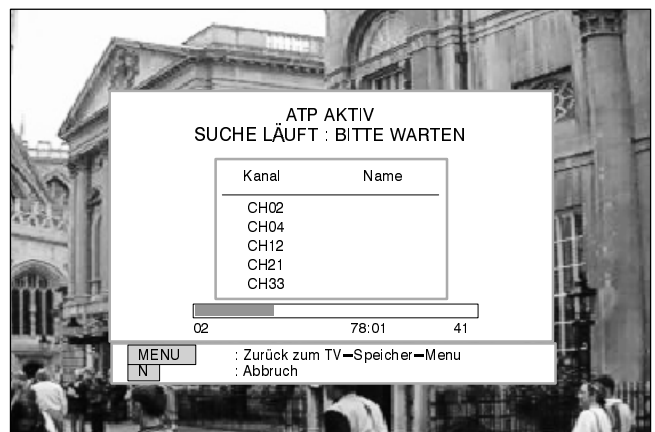 ATP AKTIV
SUCHE LÄUFT : BITTE WARTEN
Kanal Name
CH02
CH04
CH12
CH21
CH33
02 78:01 41
MENU : Zurück zum TV–Speicher–Menu
N : Abbruch